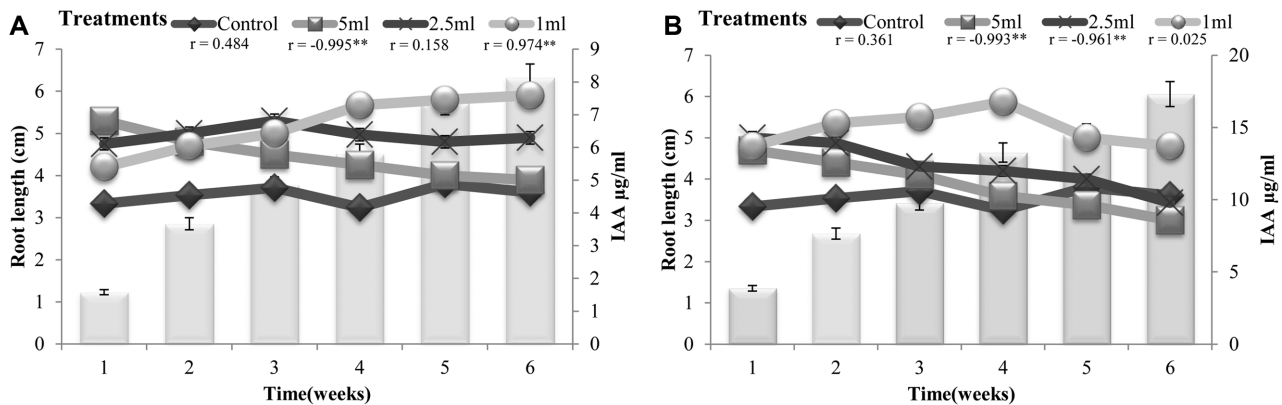 A
Treatments Control 5ml 2.5ml 1ml
r = 0.484 r = -0.995** r = 0.158 r = 0.974**
Root length (cm)
7
6
5
4
3
2
1
0
IAA µg/ml
9
8
7
6
5
4
3
2
1
0
1 2 3 4 5 6
Time(weeks)
B
Treatments Control 5ml 2.5ml 1ml
r = 0.361 r = -0.993** r = -0.961** r = 0.025
Root length (cm)
7
6
5
4
3
2
1
0
IAA µg/ml
20
15
10
5
0
1 2 3 4 5 6
Time(weeks)